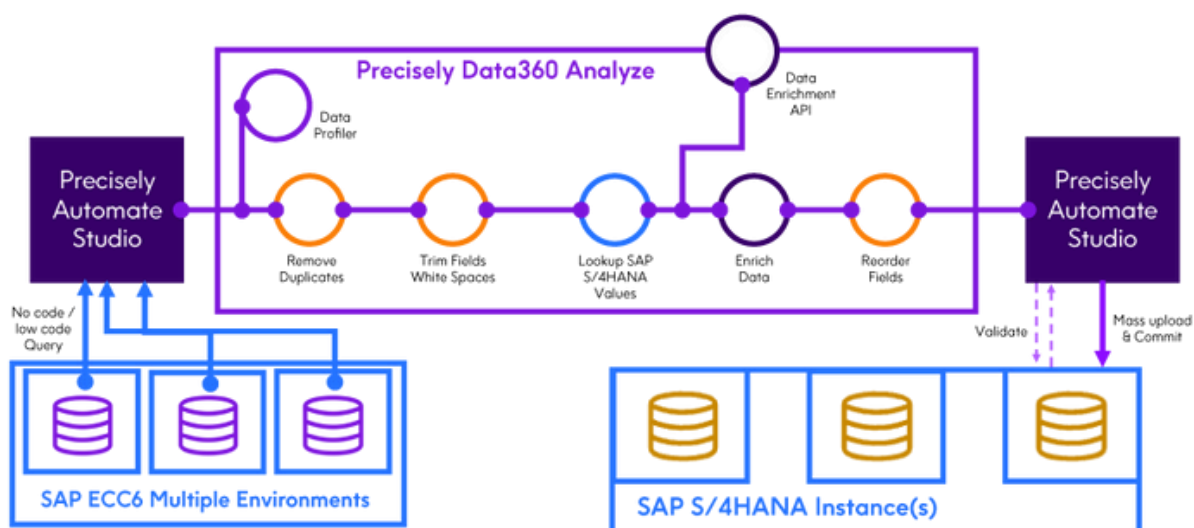 Precisely Data360 Analyze
Data
Profiler
Data
Enrichment
API
Precisely
Automate
Studio
Remove
Duplicates
Trim Fields
White Spaces
Lookup SAP
S/4HANA
Values
Enrich
Data
Reorder
Fields
Precisely
Automate
Studio
No code /
low code
Query
Validate
Mass upload
& Commit
SAP ECC6 Multiple Environments
SAP S/4HANA Instance(s)